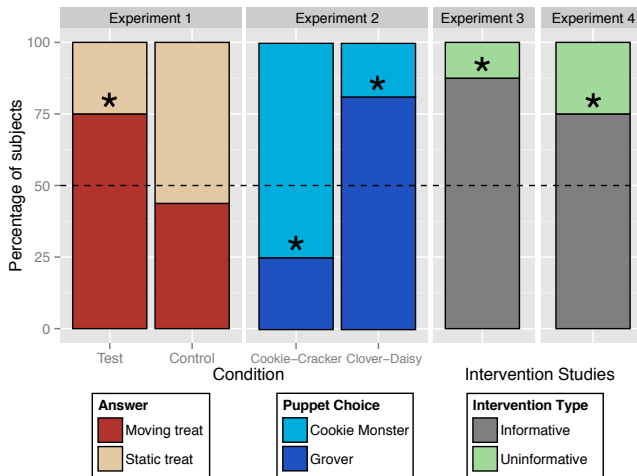 Experiment 1 Experiment 2 Experiment 3 Experiment 4
Percentage of subjects
100
75
50
25
0
* * * * *
Test Control Cookie–Cracker Clover–Daisy
Condition Intervention Studies
Answer
Moving treat
Static treat
Puppet Choice
Cookie Monster
Grover
Intervention Type
Informative
Uninformative